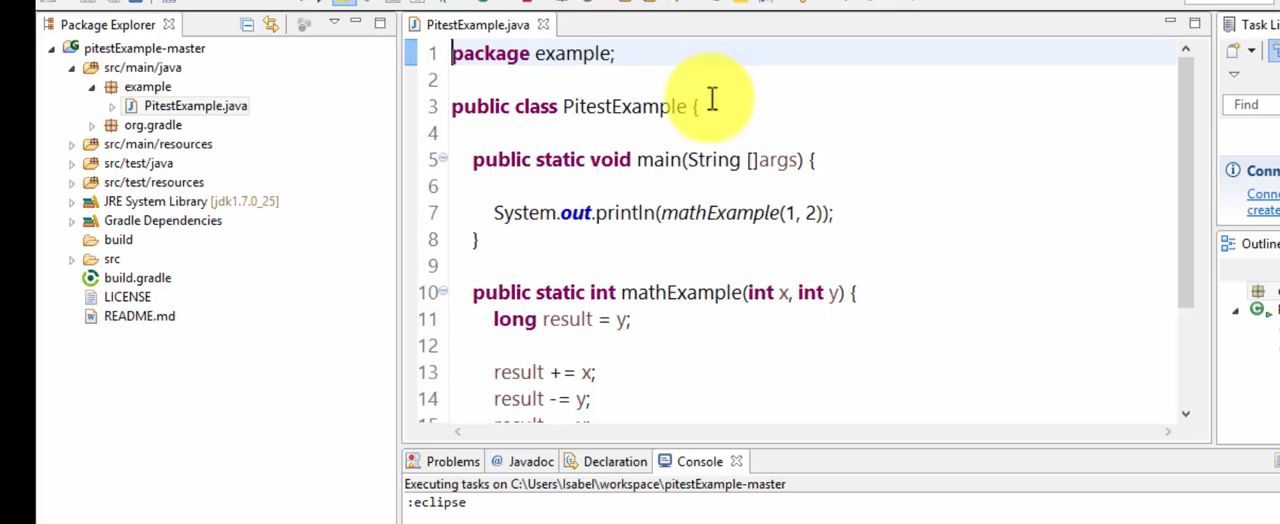 Package Explorer
pitestExample-master
src/main/java
example
PitestExample.java
org.gradle
src/main/resources
src/test/java
src/test/resources
JRE System Library [jdk1.7.0_25]
Gradle Dependencies
build
src
build.gradle
LICENSE
README.md
PitestExample.java
1 package example;
2
3 public class PitestExample {
4
5 public static void main(String []args) {
6
7 System.out.println(mathExample(1, 2));
8 }
9
10 public static int mathExample(int x, int y) {
11 long result = y;
12
13 result += x;
14 result -= y;
Problems @ Javadoc Declaration Console
Executing tasks on C:\Users\Isabel\workspace\pitestExample-master
:eclipse
Task Li
Find
Conn
Conne
create
Outline